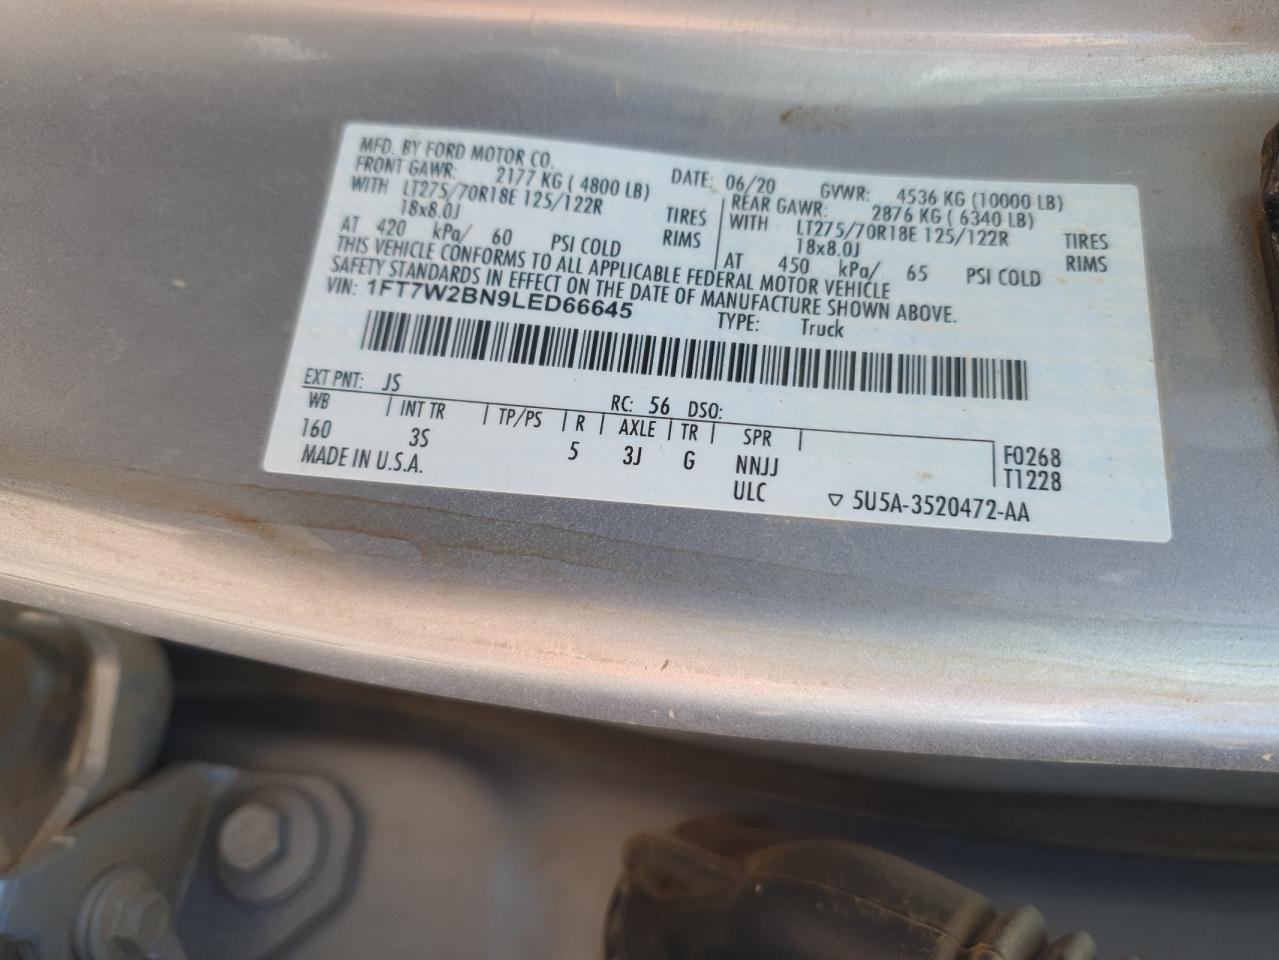 MFD. BY FORD MOTOR CO.
DATE: 06/20 GVWR: 4536 KG (10000 LB)
FRONT GAWR: 2177 KG ( 4800 LB)
REAR GAWR: 2876 KG ( 6340 LB)
WITH LT275/70R18E 125/122R TIRES
WITH LT275/70R18E 125/122R TIRES
18x8.0J RIMS
18x8.0J RIMS
AT 420 kPa/ 60 PSI COLD
AT 450 kPa/ 65 PSI COLD
THIS VEHICLE CONFORMS TO ALL APPLICABLE FEDERAL MOTOR VEHICLE
SAFETY STANDARDS IN EFFECT ON THE DATE OF MANUFACTURE SHOWN ABOVE.
VIN: 1FT7W2BN9LED66645
TYPE: Truck
EXT PNT: JS RC: 56 DSO:
WB INT TR TP/PS R AXLE TR SPR
160 3S 5 3J G NNJJ
F0268
T1228
MADE IN U.S.A. ULC
▽ 5U5A-3520472-AA